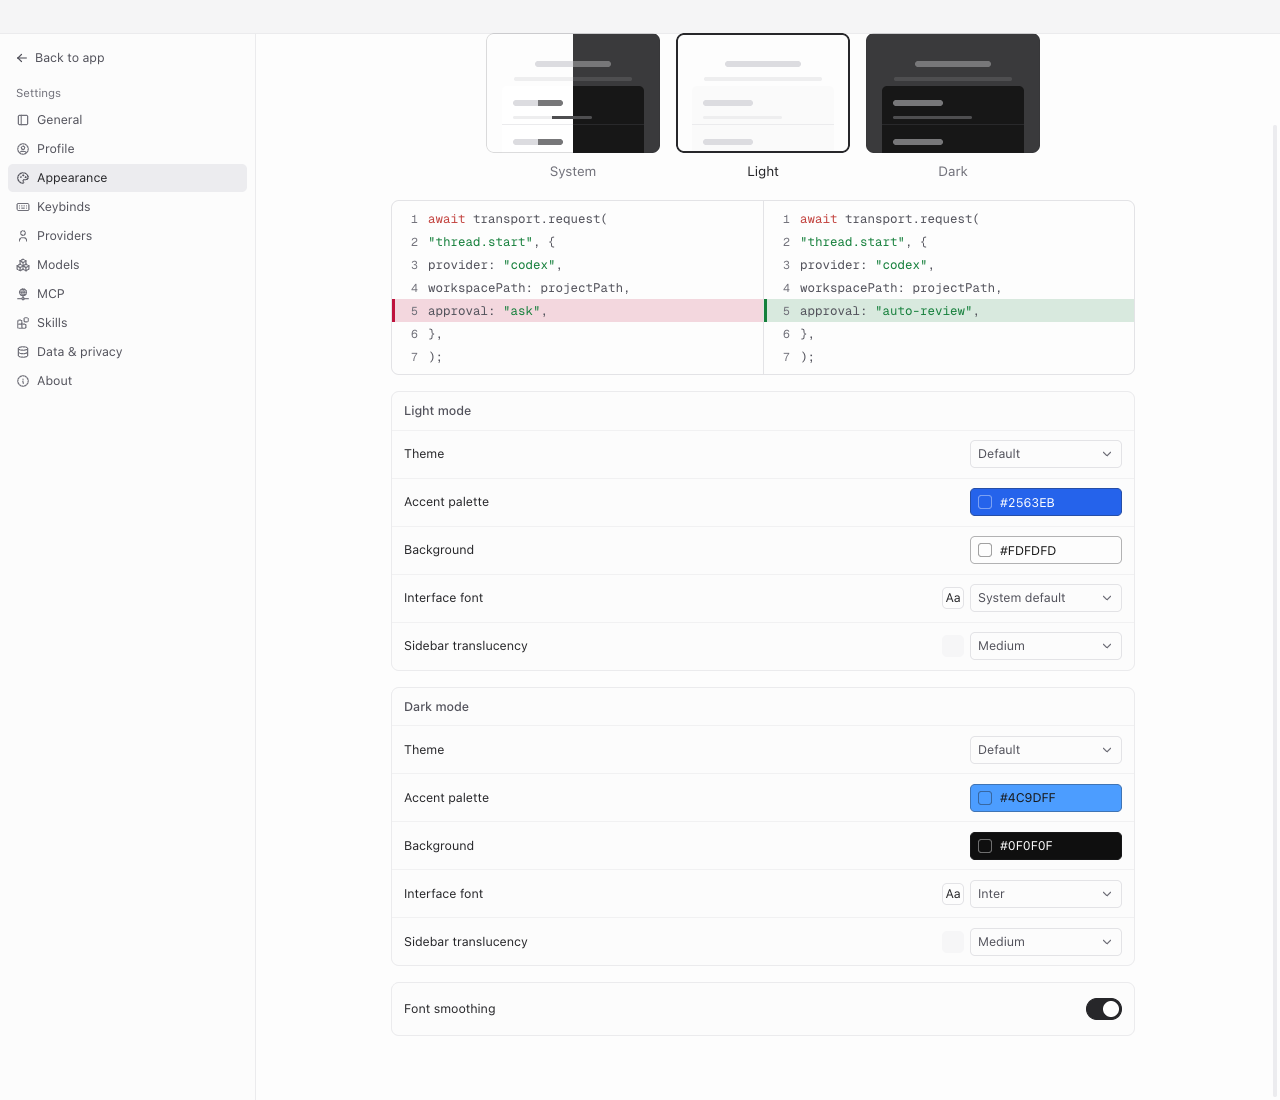 Back to app
Settings
General
Profile
Appearance
Keybinds
Providers
Models
MCP
Skills
Data & privacy
About
System
Light
Dark
1 await transport.request(
2 "thread.start", {
3 provider: "codex",
4 workspacePath: projectPath,
5 approval: "ask",
6 },
7 );
1 await transport.request(
2 "thread.start", {
3 provider: "codex",
4 workspacePath: projectPath,
5 approval: "auto-review",
6 },
7 );
Light mode
Theme Default
Accent palette #2563EB
Background #FDFDFD
Interface font Aa System default
Sidebar translucency Medium
Dark mode
Theme Default
Accent palette #4C9DFF
Background #0F0F0F
Interface font Aa Inter
Sidebar translucency Medium
Font smoothing